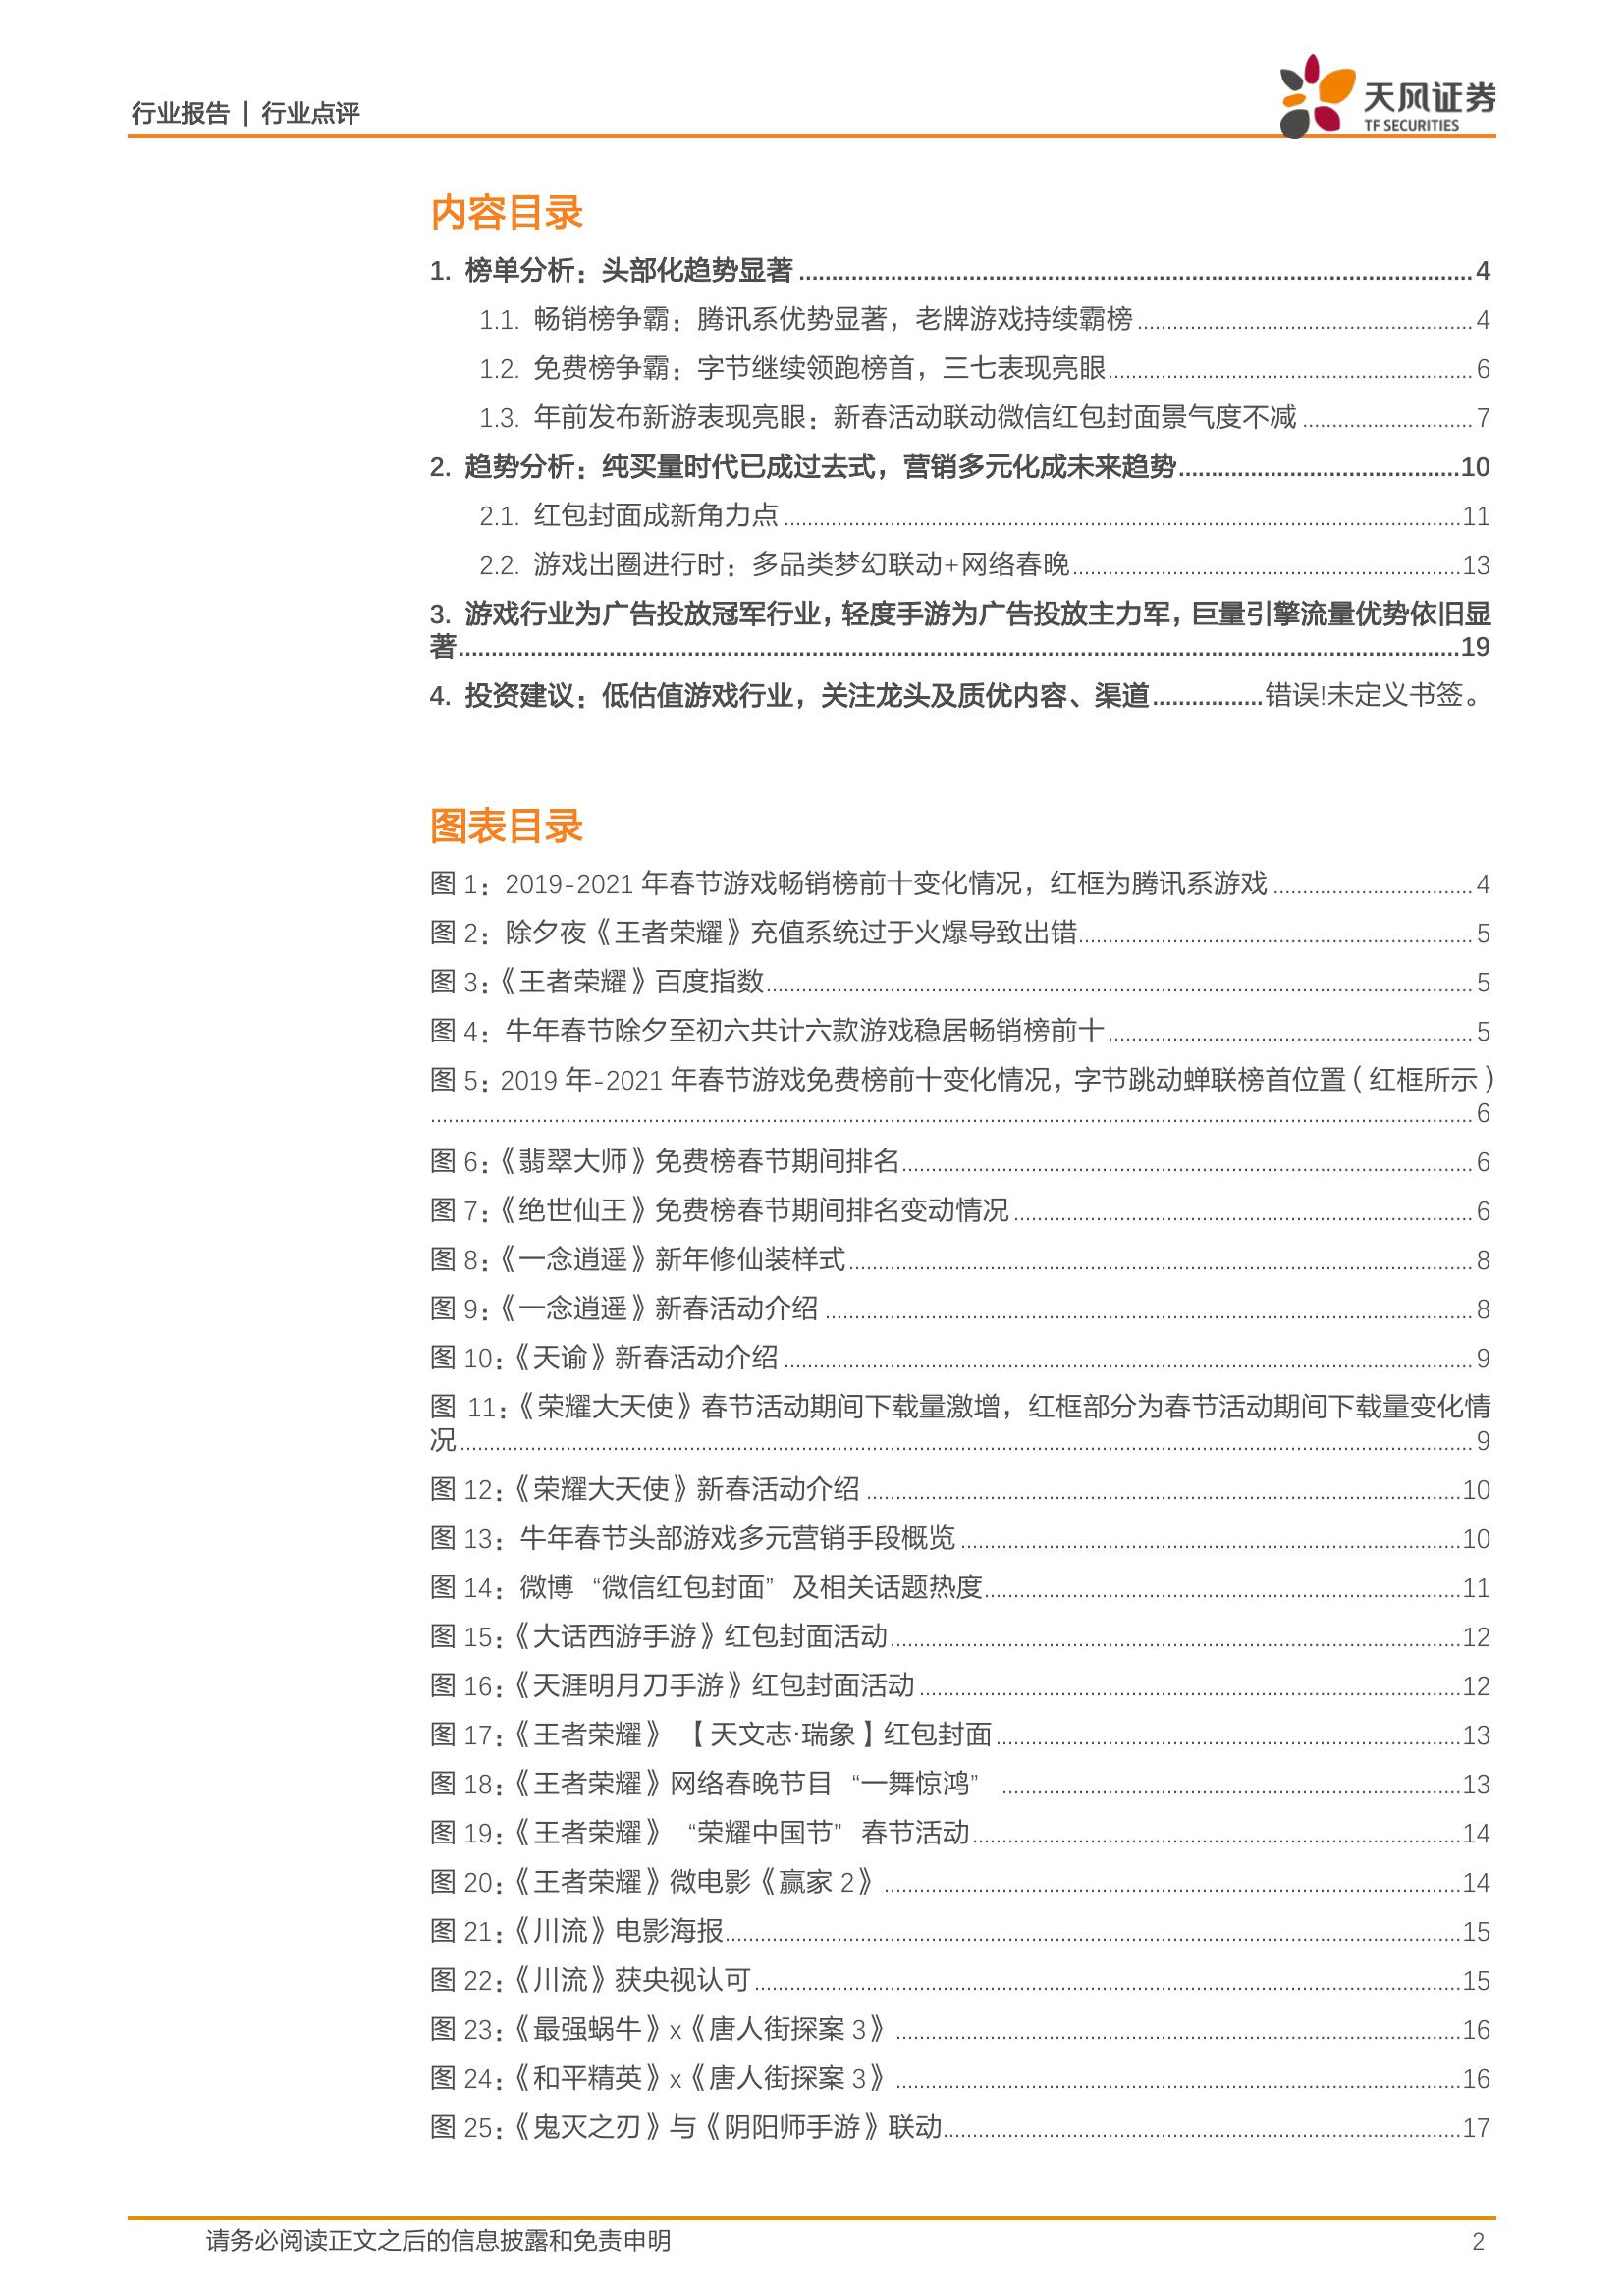 行业报告 | 行业点评
天风证券
TF SECURITIES
内容目录
1. 榜单分析：头部化趋势显著 ........ 4
1.1. 畅销榜争霸：腾讯系优势显著，老牌游戏持续霸榜 ........ 4
1.2. 免费榜争霸：字节继续领跑榜首，三七表现亮眼 ........ 6
1.3. 年前发布新游表现亮眼：新春活动联动微信红包封面景气度不减 ........ 7
2. 趋势分析：纯买量时代已成过去式，营销多元化成未来趋势 ........ 10
2.1. 红包封面成新角力点 ........ 11
2.2. 游戏出圈进行时：多品类梦幻联动+网络春晚 ........ 13
3. 游戏行业为广告投放冠军行业，轻度手游为广告投放主力军，巨量引擎流量优势依旧显
著 ........ 19
4. 投资建议：低估值游戏行业，关注龙头及质优内容、渠道 ........ 错误!未定义书签。
图表目录
图 1：2019-2021 年春节游戏畅销榜前十变化情况，红框为腾讯系游戏 ........ 4
图 2：除夕夜《王者荣耀》充值系统过于火爆导致出错 ........ 5
图 3：《王者荣耀》百度指数 ........ 5
图 4：牛年春节除夕至初六共计六款游戏稳居畅销榜前十 ........ 5
图 5：2019 年-2021 年春节游戏免费榜前十变化情况，字节跳动蝉联榜首位置（红框所示）
........ 6
图 6：《翡翠大师》免费榜春节期间排名 ........ 6
图 7：《绝世仙王》免费榜春节期间排名变动情况 ........ 6
图 8：《一念逍遥》新年修仙装样式 ........ 8
图 9：《一念逍遥》新春活动介绍 ........ 8
图 10：《天谕》新春活动介绍 ........ 9
图 11：《荣耀大天使》春节活动期间下载量激增，红框部分为春节活动期间下载量变化情
况 ........ 9
图 12：《荣耀大天使》新春活动介绍 ........ 10
图 13：牛年春节头部游戏多元营销手段概览 ........ 10
图 14：微博 “微信红包封面” 及相关话题热度 ........ 11
图 15：《大话西游手游》红包封面活动 ........ 12
图 16：《天涯明月刀手游》红包封面活动 ........ 12
图 17：《王者荣耀》【天文志·瑞象】红包封面 ........ 13
图 18：《王者荣耀》网络春晚节目 “一舞惊鸿” ........ 13
图 19：《王者荣耀》 “荣耀中国节” 春节活动 ........ 14
图 20：《王者荣耀》微电影《赢家 2》 ........ 14
图 21：《川流》电影海报 ........ 15
图 22：《川流》获央视认可 ........ 15
图 23：《最强蜗牛》x《唐人街探案 3》 ........ 16
图 24：《和平精英》x《唐人街探案 3》 ........ 16
图 25：《鬼灭之刃》与《阴阳师手游》联动 ........ 17
请务必阅读正文之后的信息披露和免责申明 2